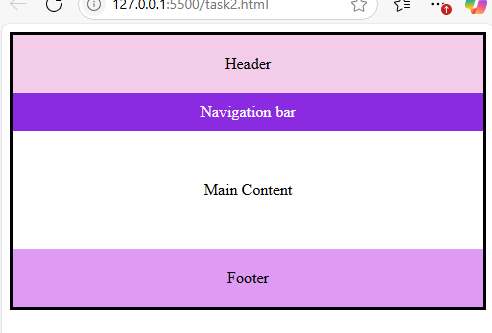 127.0.0.1:5500/task2.html
Header
Navigation bar
Main Content
Footer